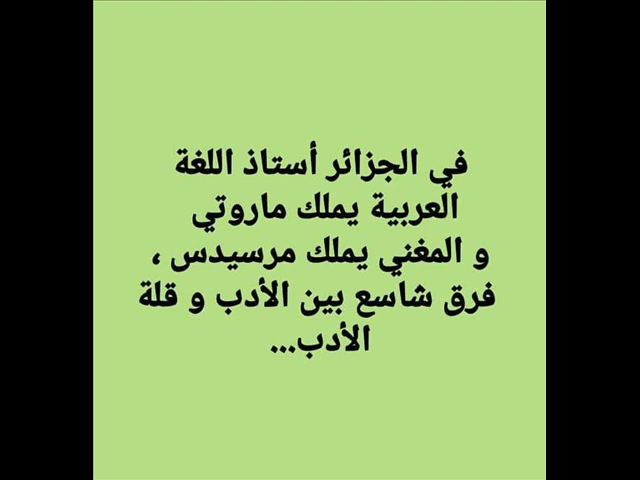 في الجزائر أستاذ اللغة
العربية يملك ماروتي
و المغني يملك مرسيدس ،
فرق شاسع بين الأدب و قلة
الأدب...